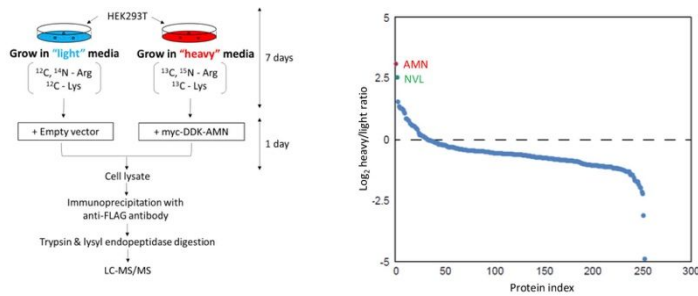 HEK293T
Grow in "light" media
Grow in "heavy" media
¹²C, ¹⁴N - Arg
¹²C - Lys
¹³C, ¹⁵N - Arg
¹³C - Lys
7 days
+ Empty vector
+ myc-DDK-AMN
1 day
Cell lysate
Immunoprecipitation with
anti-FLAG antibody
Trypsin & lysyl endopeptidase digestion
LC-MS/MS
Log₂ heavy/light ratio
5
2.5
0
-2.5
-5
AMN
NVL
0
50
100
150
200
250
300
Protein index